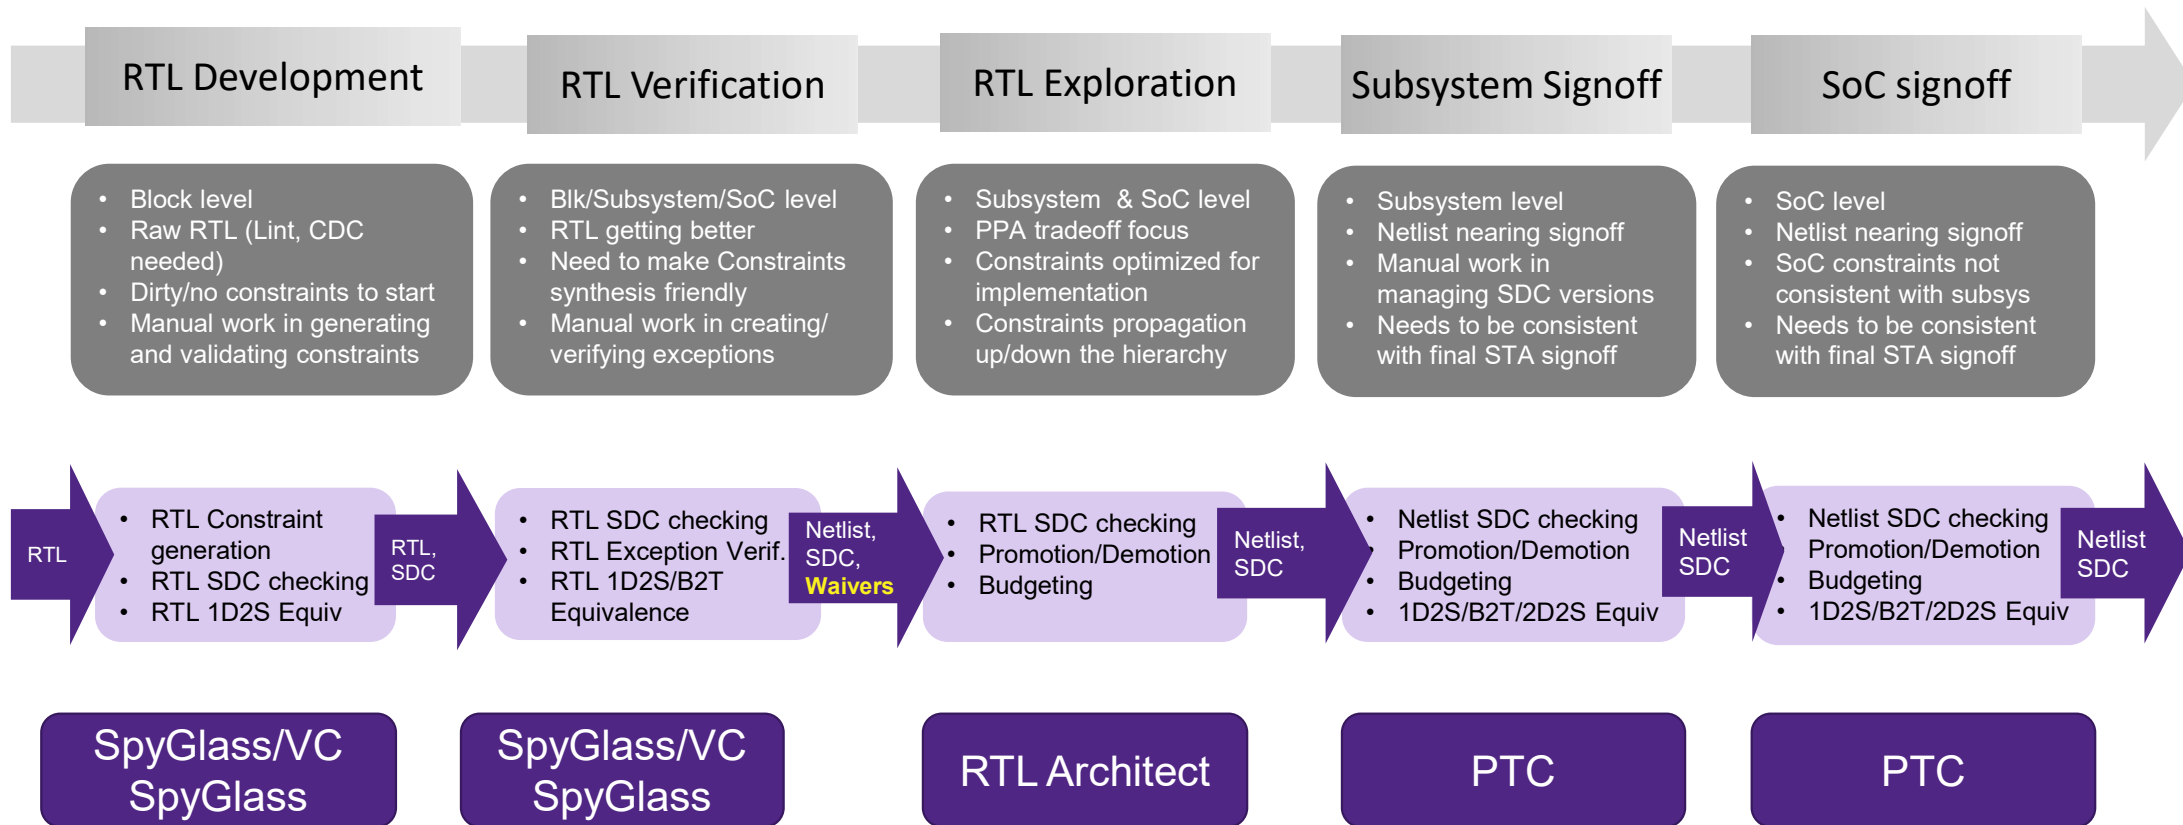 RTL Development
RTL Verification
RTL Exploration
Subsystem Signoff
SoC signoff
• Block level
• Raw RTL (Lint, CDC
needed)
• Dirty/no constraints to start
• Manual work in generating
and validating constraints
• Blk/Subsystem/SoC level
• RTL getting better
• Need to make Constraints
synthesis friendly
• Manual work in creating/
verifying exceptions
• Subsystem & SoC level
• PPA tradeoff focus
• Constraints optimized for
implementation
• Constraints propagation
up/down the hierarchy
• Subsystem level
• Netlist nearing signoff
• Manual work in
managing SDC versions
• Needs to be consistent
with final STA signoff
• SoC level
• Netlist nearing signoff
• SoC constraints not
consistent with subsys
• Needs to be consistent
with final STA signoff
RTL
• RTL Constraint
generation
• RTL SDC checking
• RTL 1D2S Equiv
RTL,
SDC
• RTL SDC checking
• RTL Exception Verif.
• RTL 1D2S/B2T
Equivalence
Netlist,
SDC,
Waivers
• RTL SDC checking
• Promotion/Demotion
• Budgeting
Netlist,
SDC
• Netlist SDC checking
• Promotion/Demotion
• Budgeting
• 1D2S/B2T/2D2S Equiv
Netlist
SDC
• Netlist SDC checking
• Promotion/Demotion
• Budgeting
• 1D2S/B2T/2D2S Equiv
Netlist
SDC
SpyGlass/VC
SpyGlass
SpyGlass/VC
SpyGlass
RTL Architect
PTC
PTC